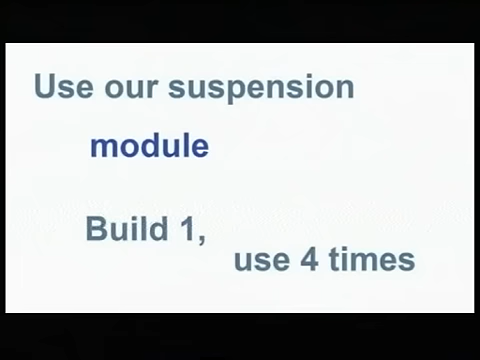 Use our suspension
module
Build 1,
use 4 times